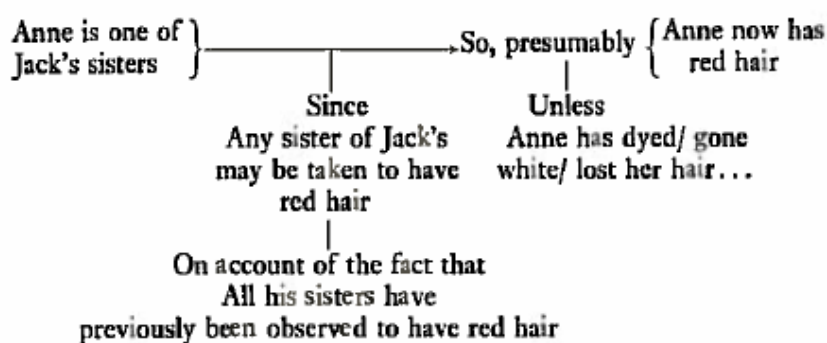 Anne is one of
Jack's sisters
So, presumably
Anne now has
red hair
Since
Any sister of Jack's
may be taken to have
red hair
Unless
Anne has dyed/ gone
white/ lost her hair...
On account of the fact that
All his sisters have
previously been observed to have red hair